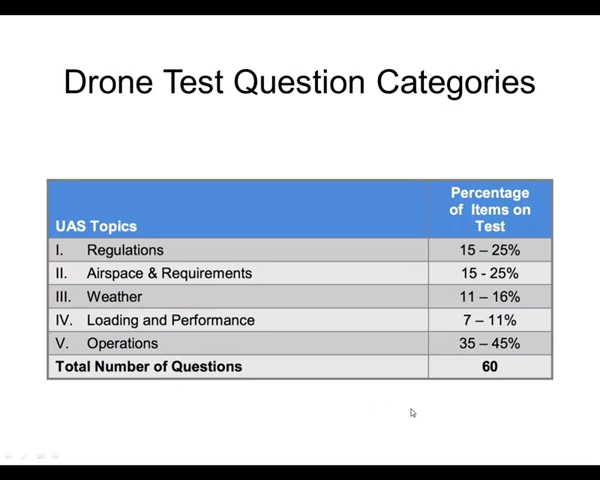 Drone Test Question Categories
UAS Topics
Percentage
of Items on
Test
I. Regulations 15 – 25%
II. Airspace & Requirements 15 - 25%
III. Weather 11 – 16%
IV. Loading and Performance 7 – 11%
V. Operations 35 – 45%
Total Number of Questions 60